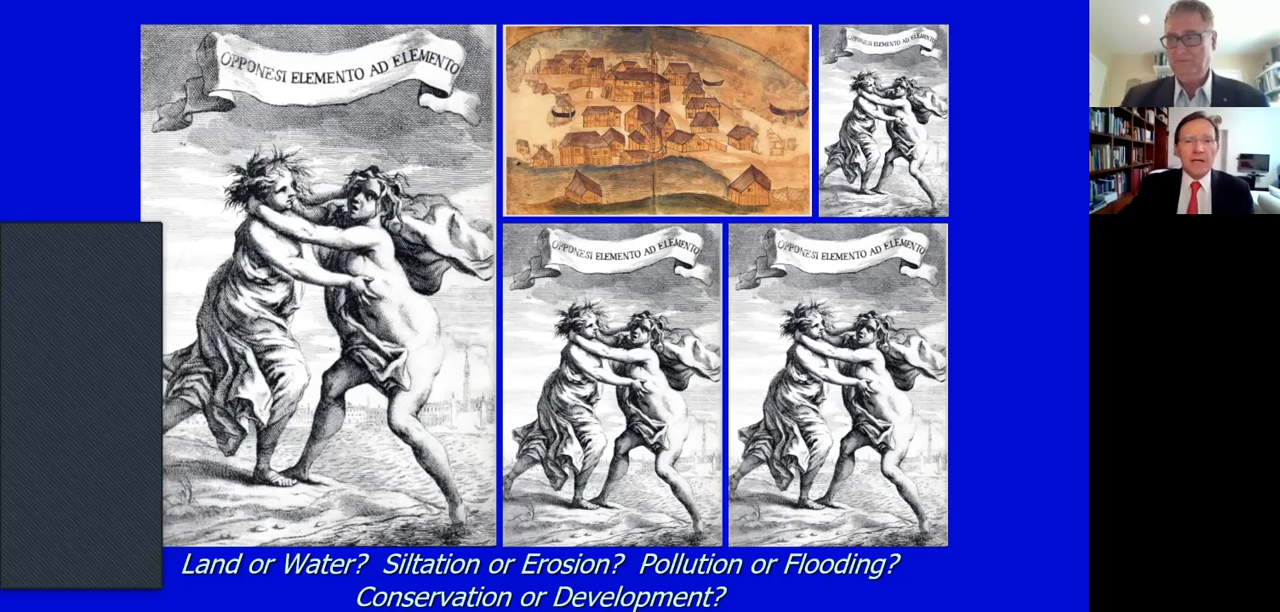 OPPONESI ELEMENTO AD ELEMENTO
OPPONESI ELEMENTO AD ELEMENTO
OPPONESI ELEMENTO AD ELEMENTO
OPPONESI ELEMENTO AD ELEMENTO
Land or Water? Siltation or Erosion? Pollution or Flooding?
Conservation or Development?